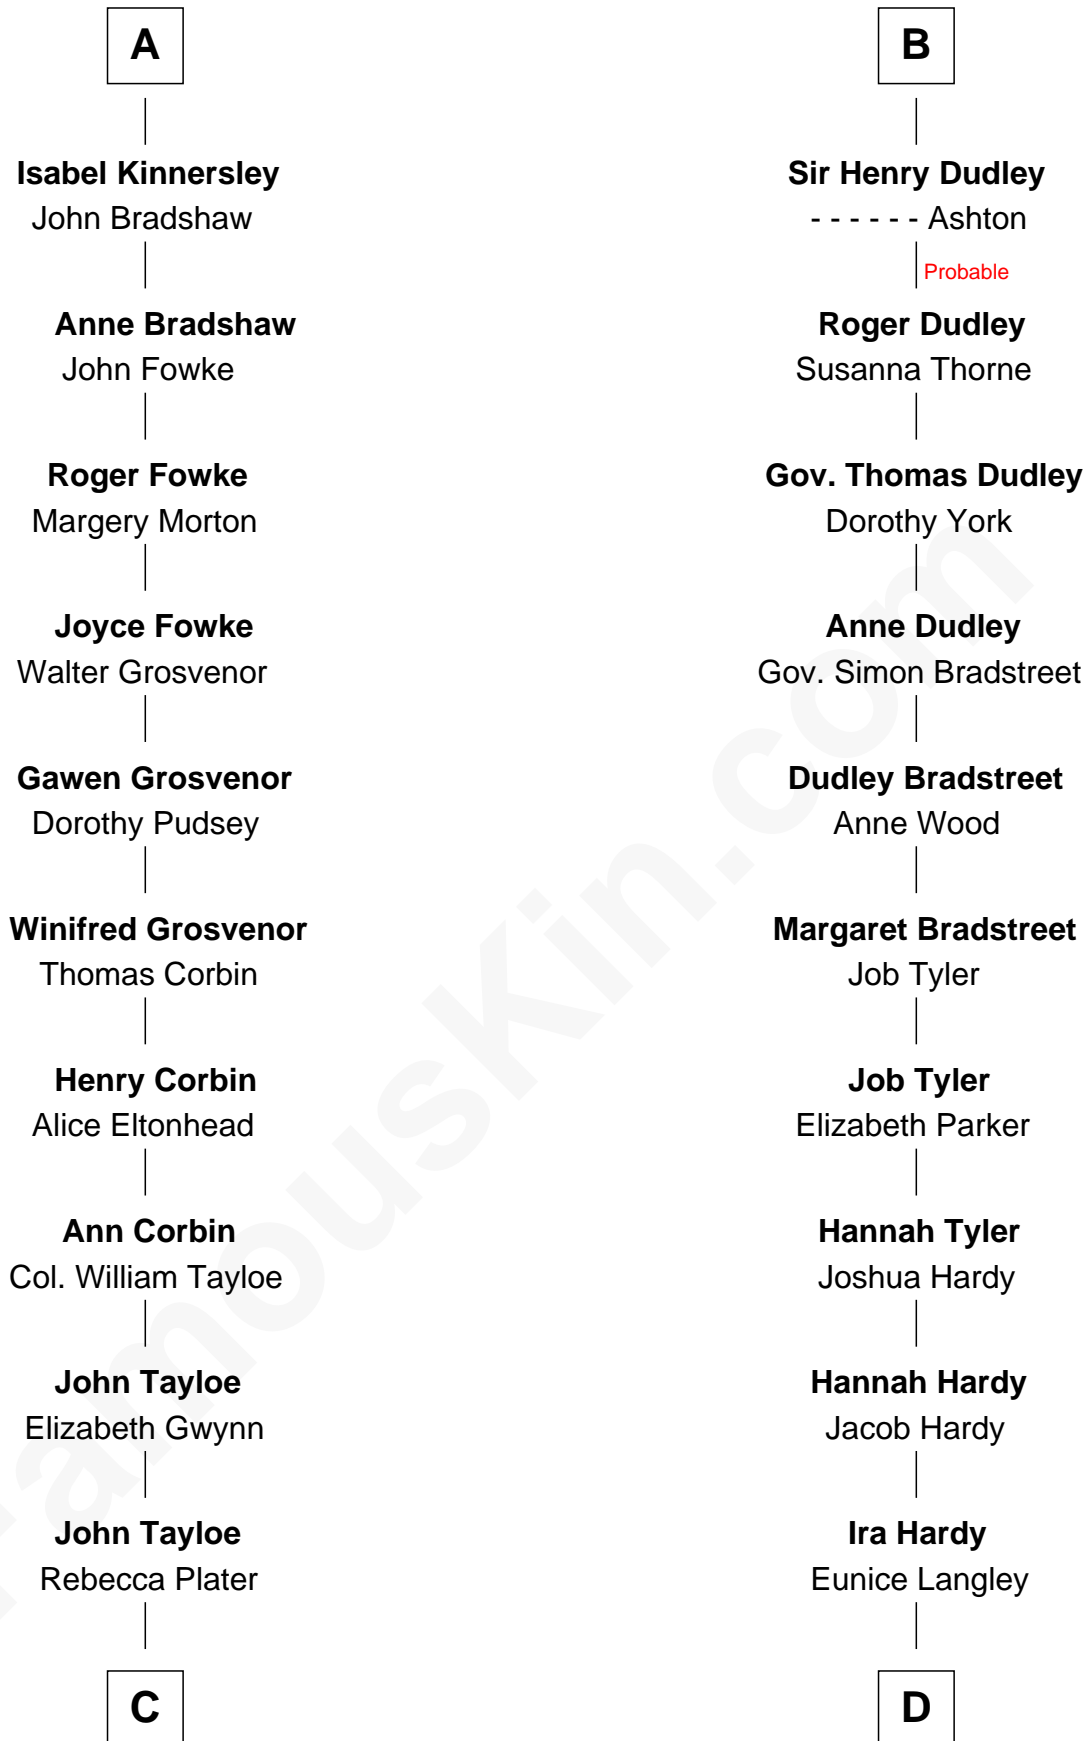 A
Isabel Kinnersley
John Bradshaw
Anne Bradshaw
John Fowke
Roger Fowke
Margery Morton
Joyce Fowke
Walter Grosvenor
Gawen Grosvenor
Dorothy Pudsey
Winifred Grosvenor
Thomas Corbin
Henry Corbin
Alice Eltonhead
Ann Corbin
Col. William Tayloe
John Tayloe
Elizabeth Gwynn
John Tayloe
Rebecca Plater
C
B
Sir Henry Dudley
- - - - - - Ashton
Probable
Roger Dudley
Susanna Thorne
Gov. Thomas Dudley
Dorothy York
Anne Dudley
Gov. Simon Bradstreet
Dudley Bradstreet
Anne Wood
Margaret Bradstreet
Job Tyler
Job Tyler
Elizabeth Parker
Hannah Tyler
Joshua Hardy
Hannah Hardy
Jacob Hardy
Ira Hardy
Eunice Langley
D
FamousKin.com